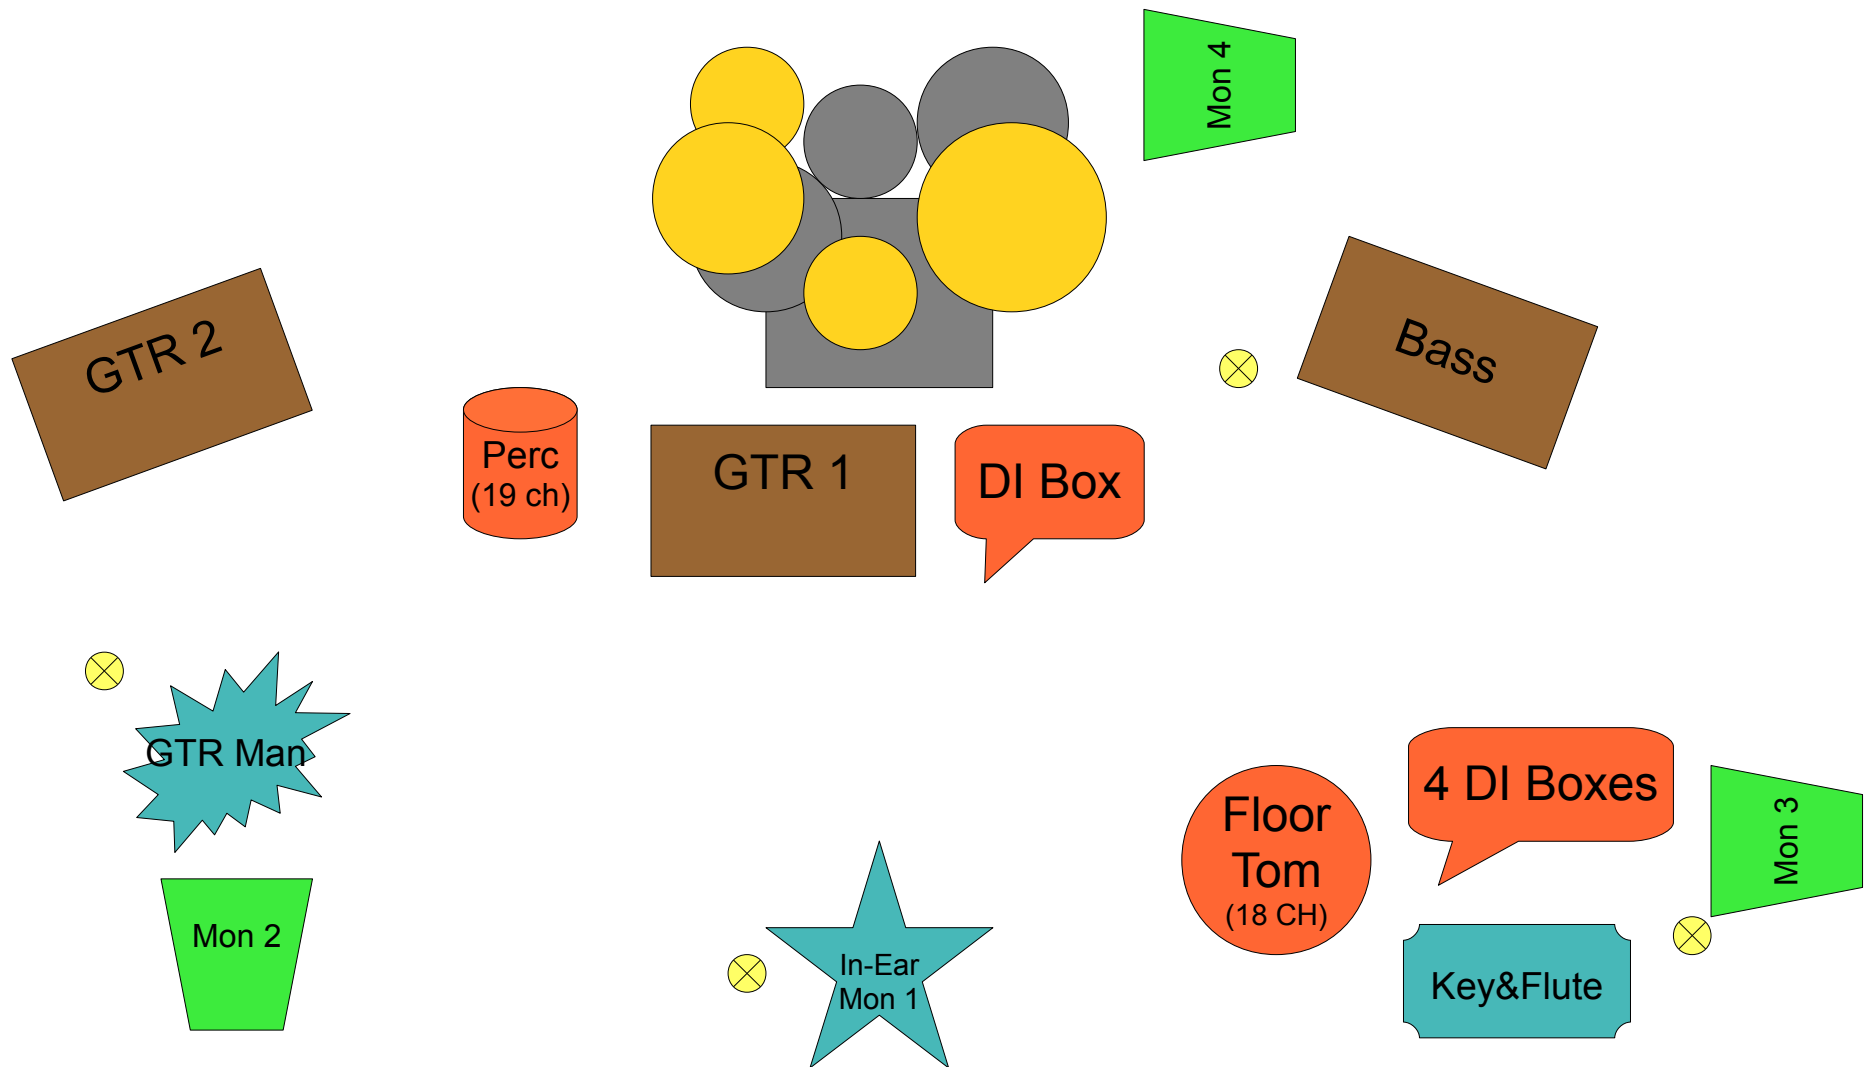 Mon 4
GTR 2
Bass
Perc
(19 ch)
GTR 1
DI Box
GTR Man
4 DI Boxes
Floor
Tom
(18 CH)
Mon 3
Mon 2
In-Ear
Mon 1
Key&Flute